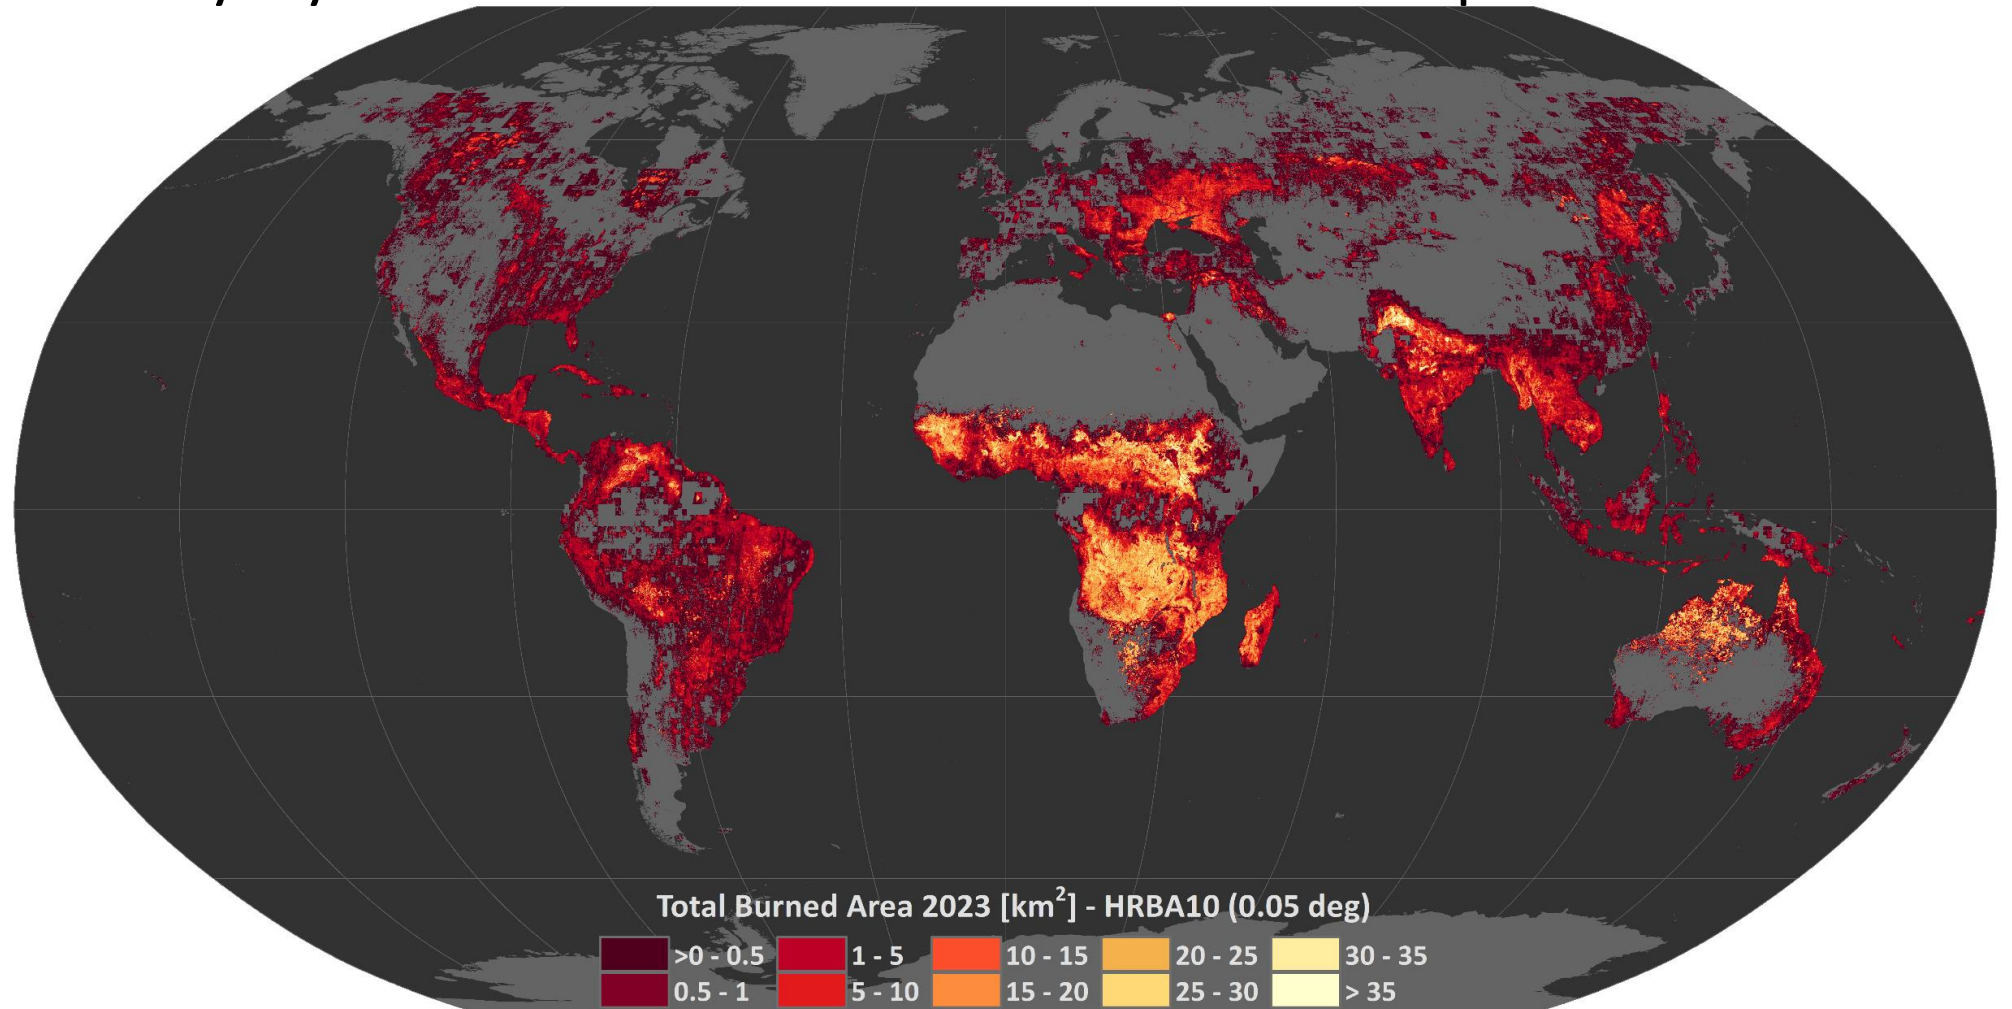 Total Burned Area 2023 [km²] - HRBA10 (0.05 deg)
>0 - 0.5 1 - 5 10 - 15 20 - 25 30 - 35
0.5 - 1 5 - 10 15 - 20 25 - 30 > 35